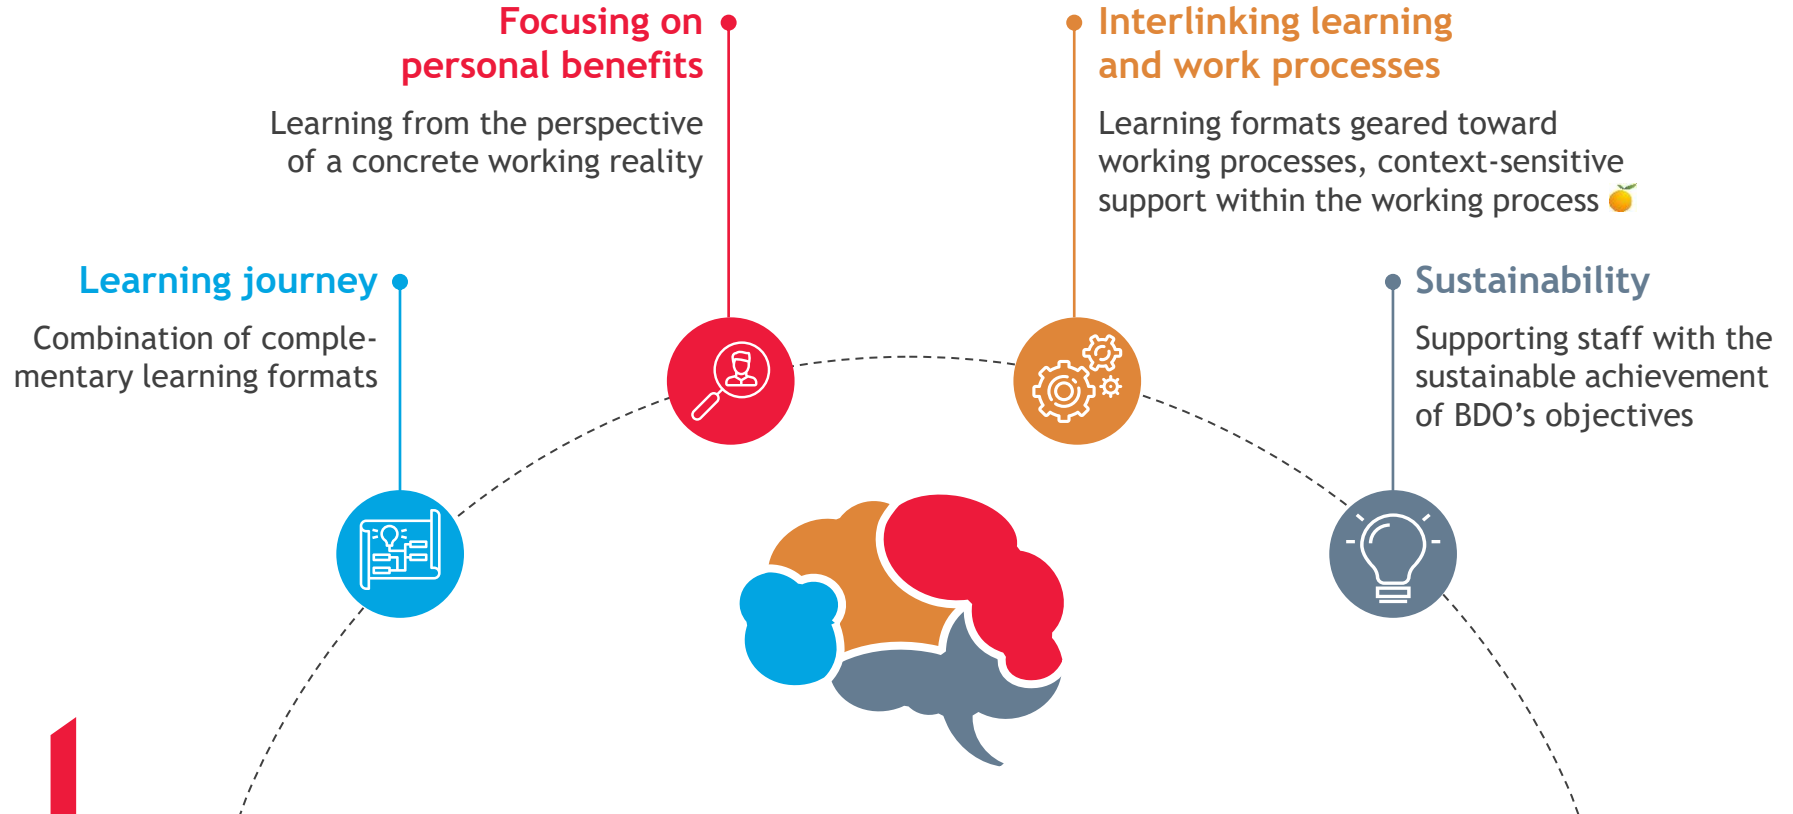 Focusing on
personal benefits
Learning from the perspective
of a concrete working reality
Interlinking learning
and work processes
Learning formats geared toward
working processes, context-sensitive
support within the working process 🍊
Learning journey
Combination of comple-
mentary learning formats
Sustainability
Supporting staff with the
sustainable achievement
of BDO’s objectives